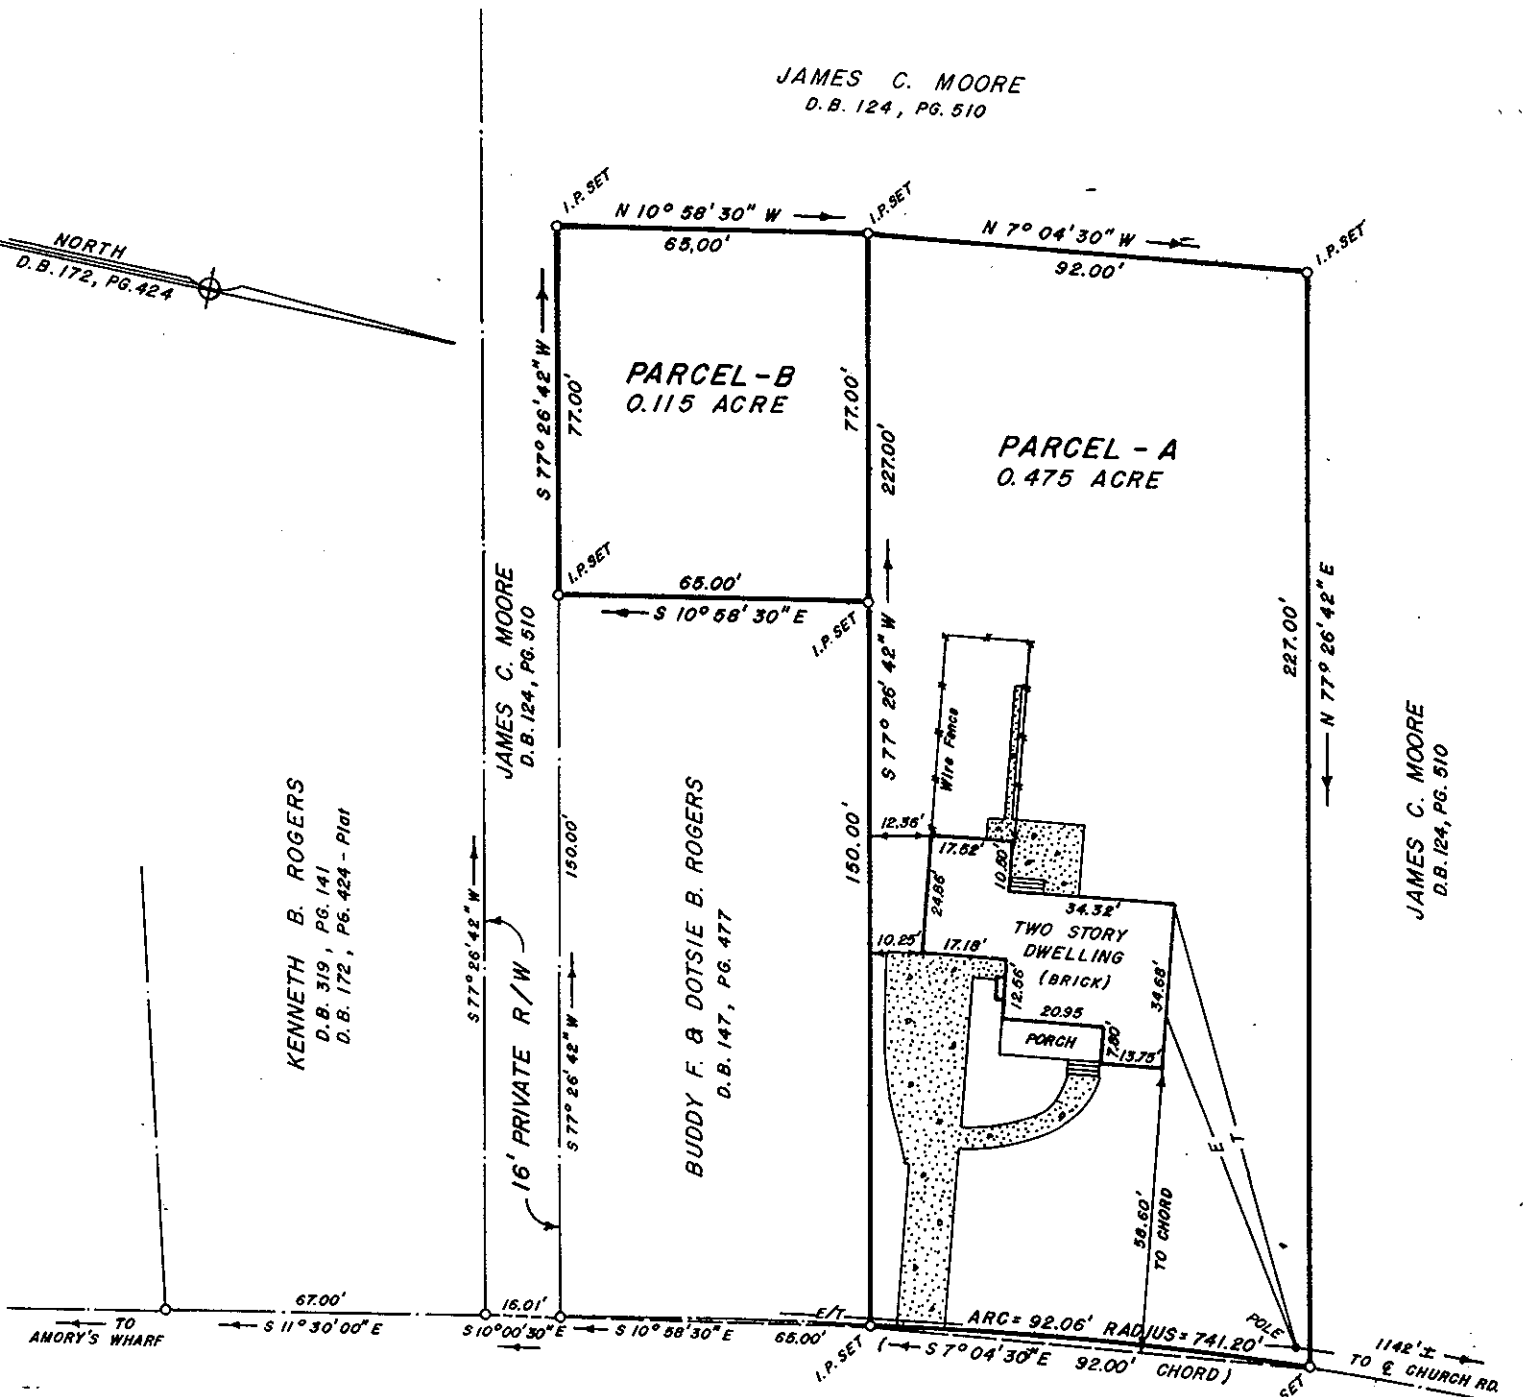 JAMES C. MOORE
D.B. 124, PG. 510
I.P. SET
N 10° 58' 30" W
65.00'
I.P. SET
N 7° 04' 30" W
92.00'
I.P. SET
NORTH
D.B. 172, PG. 424
S 77° 26' 42" W
77.00'
PARCEL-B
0.115 ACRE
77.00'
227.00'
PARCEL - A
0.475 ACRE
I.P. SET
65.00'
S 10° 58' 30" E
I.P. SET
S 77° 26' 42" W
227.00'
N 77° 26' 42" E
JAMES C. MOORE
D.B. 124, PG. 510
JAMES C. MOORE
D.B. 124, PG. 510
Wire Fence
KENNETH B. ROGERS
D.B. 319, PG. 141
D.B. 172, PG. 424 - Plat
S 77° 26' 42" W
150.00'
S 77° 26' 42" W
16' PRIVATE R/W
BUDDY F. & DOTSIE B. ROGERS
D.B. 147, PG. 477
150.00'
12.36'
17.52'
10.60'
24.86'
34.32'
TWO STORY
DWELLING
(BRICK)
10.25'
17.18'
12.56'
34.68'
20.95
PORCH
7.80'
13.75'
E
T
58.60'
TO CHORD
67.00'
16.01'
E/T
ARC = 92.06' RADIUS = 741.20'
POLE
TO
AMORY'S WHARF
S 11° 30' 00" E
S 10° 00' 30" E
S 10° 58' 30" E
65.00'
I.P. SET
( S 7° 04' 30" E 92.00' CHORD )
1142' ±
TO ℄ CHURCH RD.
SET